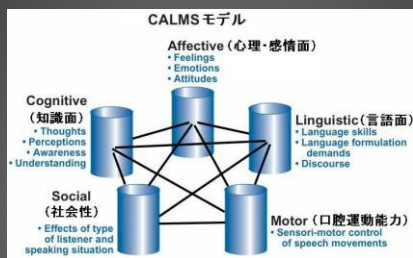 CALMSモデル
Affective (心理・感情面)
• Feelings
• Emotions
• Attitudes
Cognitive
(知識面)
• Thoughts
• Perceptions
• Awareness
• Understanding
Linguistic (言語面)
• Language skills
• Language formulation
demands
• Discourse
Social
(社会性)
• Effects of type
of listener and
speaking situation
Motor (口腔運動能力)
• Sensori-motor control
of speech movements